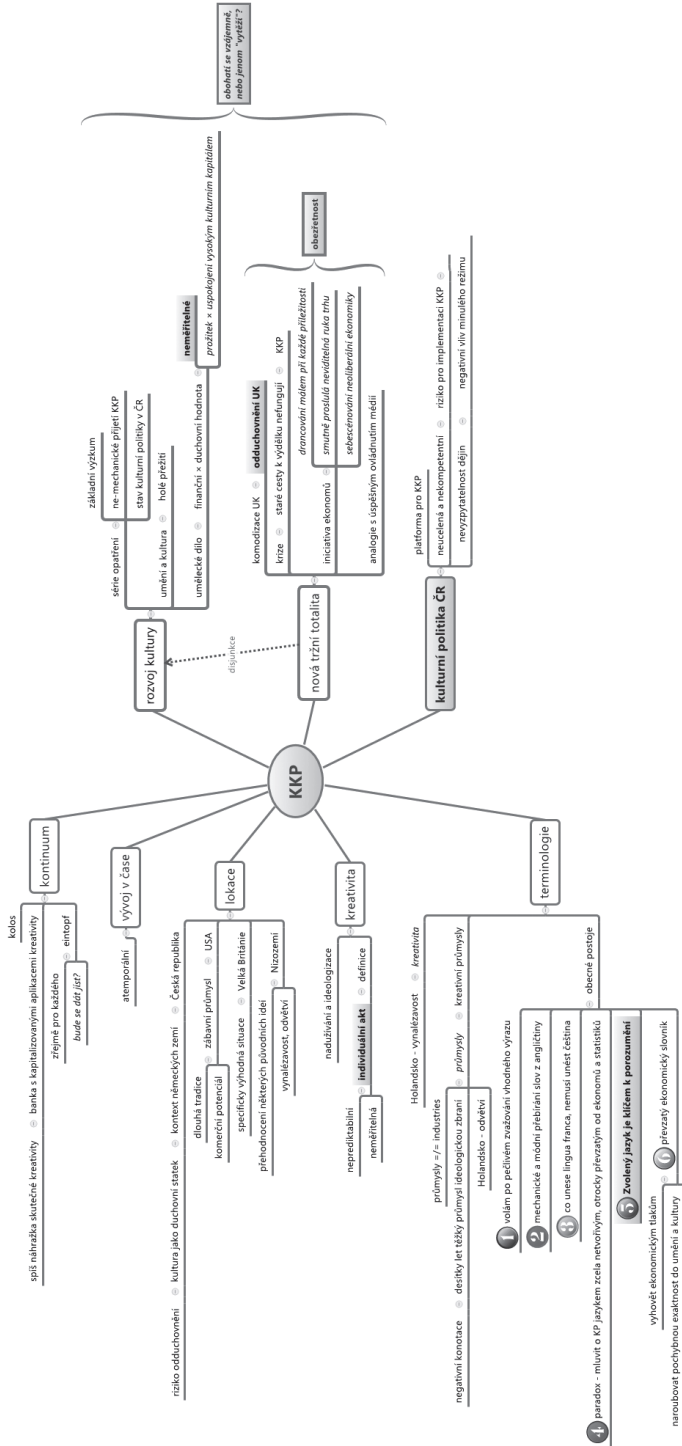 KKP
kontinuum
kolos
banka s kapitalizovanými aplikacemi kreativity
spíš náhražka skutečné kreativity
eintopf
zřejmě pro každého
bude se dát jíst?
vývoj v čase
atemporální
lokace
Česká republika
kontext německých zemí
kultura jako duchovní statek
riziko odduchovnění
USA
zábavní průmysl
dlouhá tradice
komerční potenciál
Velká Británie
specificky výhodná situace
Nizozemí
přehodnocení některých původních idejí
vynalézavost, odvětví
kreativita
nadužívání a ideologizace
definice
individuální akt
neprediktabilní
neměřitelná
terminologie
kreativní průmysly
kreativita
Holandsko - vynalézavost
průmysly
průmysly =/= industries
desítky let těžký průmysl ideologickou zbraní
negativní konotace
Holandsko - odvětví
obecné postoje
1 volám po pečlivém zvažování vhodného výrazu
2 mechanické a módní přebírání slov z angličtiny
3 co unese lingua franca, nemusí unést čeština
4 paradox - mluvit o KP jazykem zcela netvořivým, otrocky převzatým od ekonomů a statistiků
5 Zvolený jazyk je klíčem k porozumění
6 převzatý ekonomický slovník
vyhovět ekonomickým tlakům
naroubovat pochybnou exaktnost do umění a kultury
rozvoj kultury
série opatření
základní výzkum
ne-mechanické přijetí KKP
stav kulturní politiky v ČR
umění a kultura
holé přežití
umělecké dílo
finanční × duchovní hodnota
neměřitelné
prožitek × uspokojení vysokým kulturním kapitálem
disjunkce
nová tržní totalita
komodizace UK
odduchovnění UK
krize
staré cesty k výdělku nefungují
KKP
iniciativa ekonomů
drancování málem při každé příležitosti
smutně proslulá neviditelná ruka trhu
sebescénování neoliberální ekonomiky
analogie s úspěšným ovládnutím médií
obezřetnost
obohatí se vzájemně,
nebo jenom "vytěží"?
kulturní politika ČR
platforma pro KKP
neucelená a nekompetentní
riziko pro implementaci KKP
nevyzpytatelnost dějin
negativní vliv minulého režimu